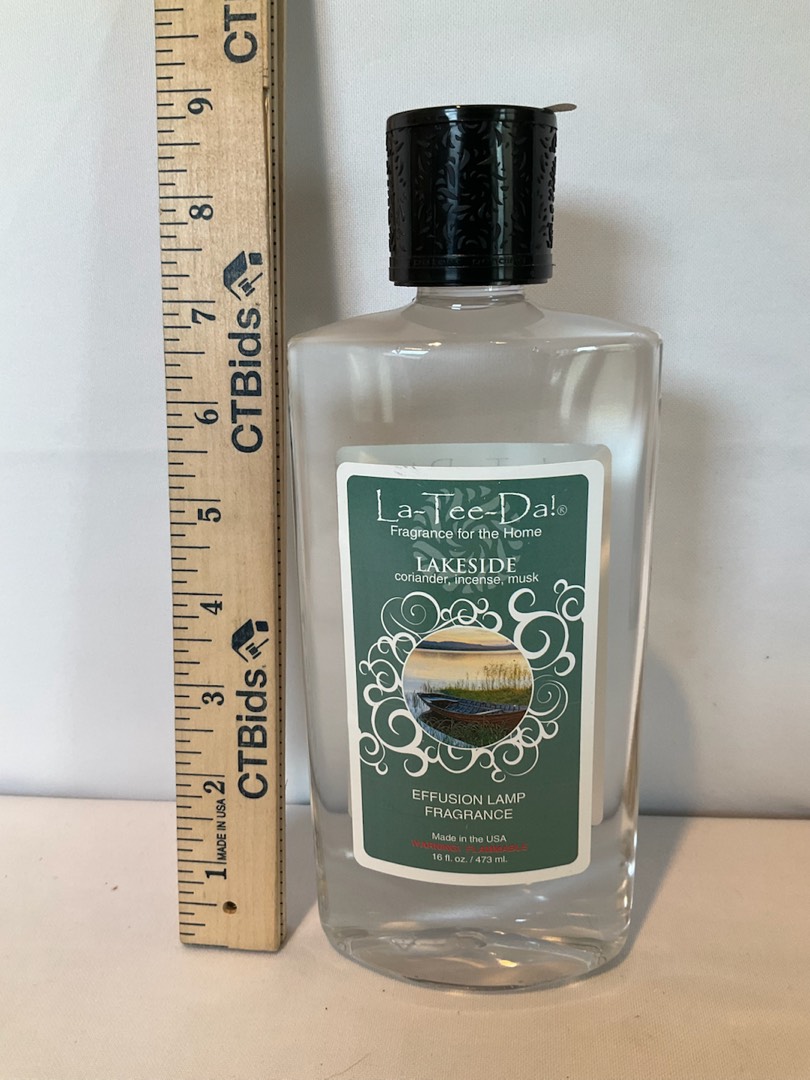 CTBids
9
8
7
CTBids
6
5
4
3
CTBids
2
MADE IN USA
1
La-Tee-Da!®
Fragrance for the Home
LAKESIDE
coriander, incense, musk
EFFUSION LAMP
FRAGRANCE
Made in the USA
WARNING: FLAMMABLE
16 fl. oz. / 473 ml.